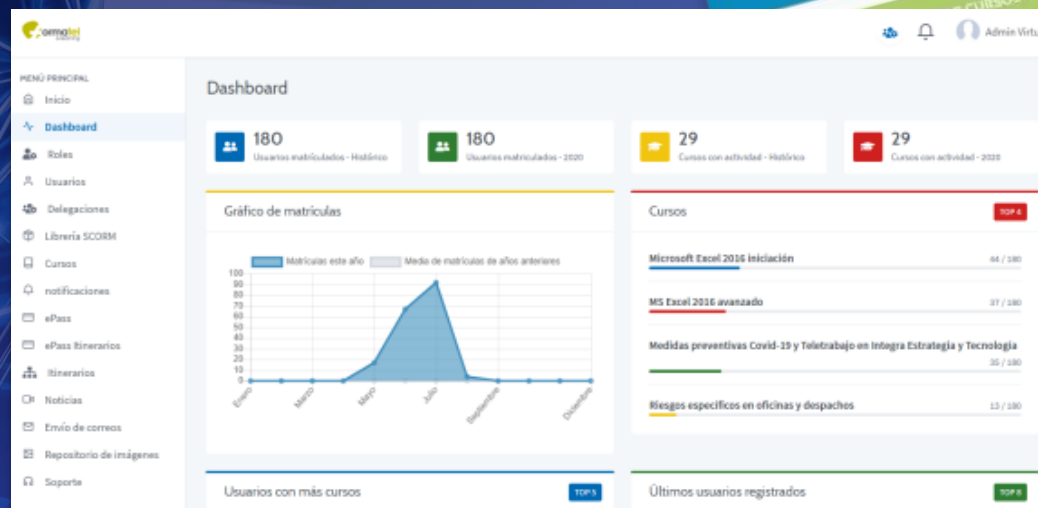 CURSOS
Formatel
Admin Virtu
MENÚ PRINCIPAL
Inicio
Dashboard
Roles
Usuarios
Delegaciones
Librería SCORM
Cursos
notificaciones
ePass
ePass Itinerarios
Itinerarios
Noticias
Envío de correos
Repositorio de imágenes
Soporte
Dashboard
180
Usuarios matriculados - Histórico
180
Usuarios matriculados - 2020
29
Cursos con actividad - Histórico
29
Cursos con actividad - 2020
Gráfico de matrículas
Matrículas este año Media de matrículas de años anteriores
100
90
80
70
60
50
40
30
20
10
0
Enero Marzo Mayo Julio Septiembre Diciembre
Cursos TOP 4
Microsoft Excel 2016 iniciación 44 / 180
MS Excel 2016 avanzado 37 / 180
Medidas preventivas Covid-19 y Teletrabajo en Integra Estrategia y Tecnología
35 / 180
Riesgos específicos en oficinas y despachos 13 / 180
Usuarios con más cursos TOP 5
Últimos usuarios registrados TOP 8